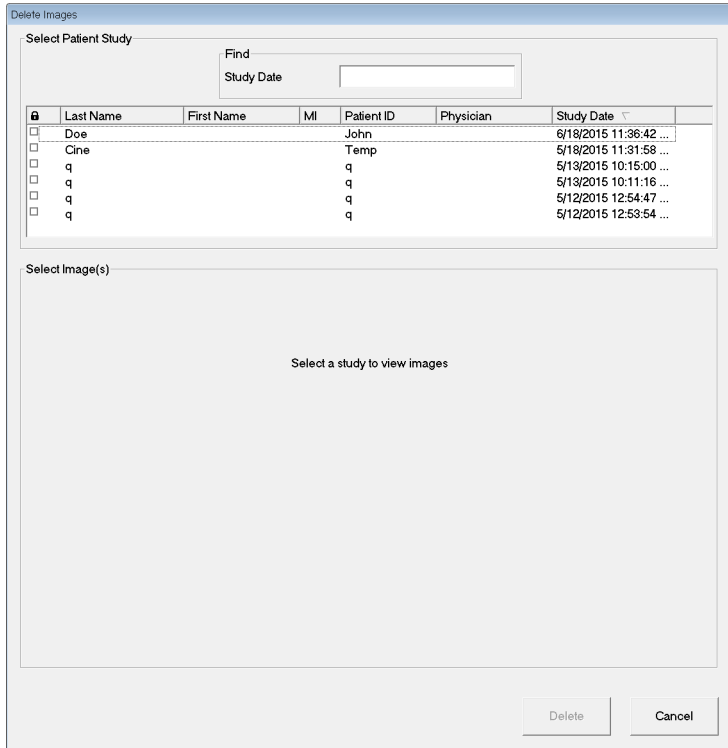 Delete Images
Select Patient Study
Find
Study Date
Last Name First Name MI Patient ID Physician Study Date
Doe John 6/18/2015 11:36:42 ...
Cine Temp 5/18/2015 11:31:58 ...
q q 5/13/2015 10:15:00 ...
q q 5/13/2015 10:11:16 ...
q q 5/12/2015 12:54:47 ...
q q 5/12/2015 12:53:54 ...
Select Image(s)
Select a study to view images
Delete Cancel